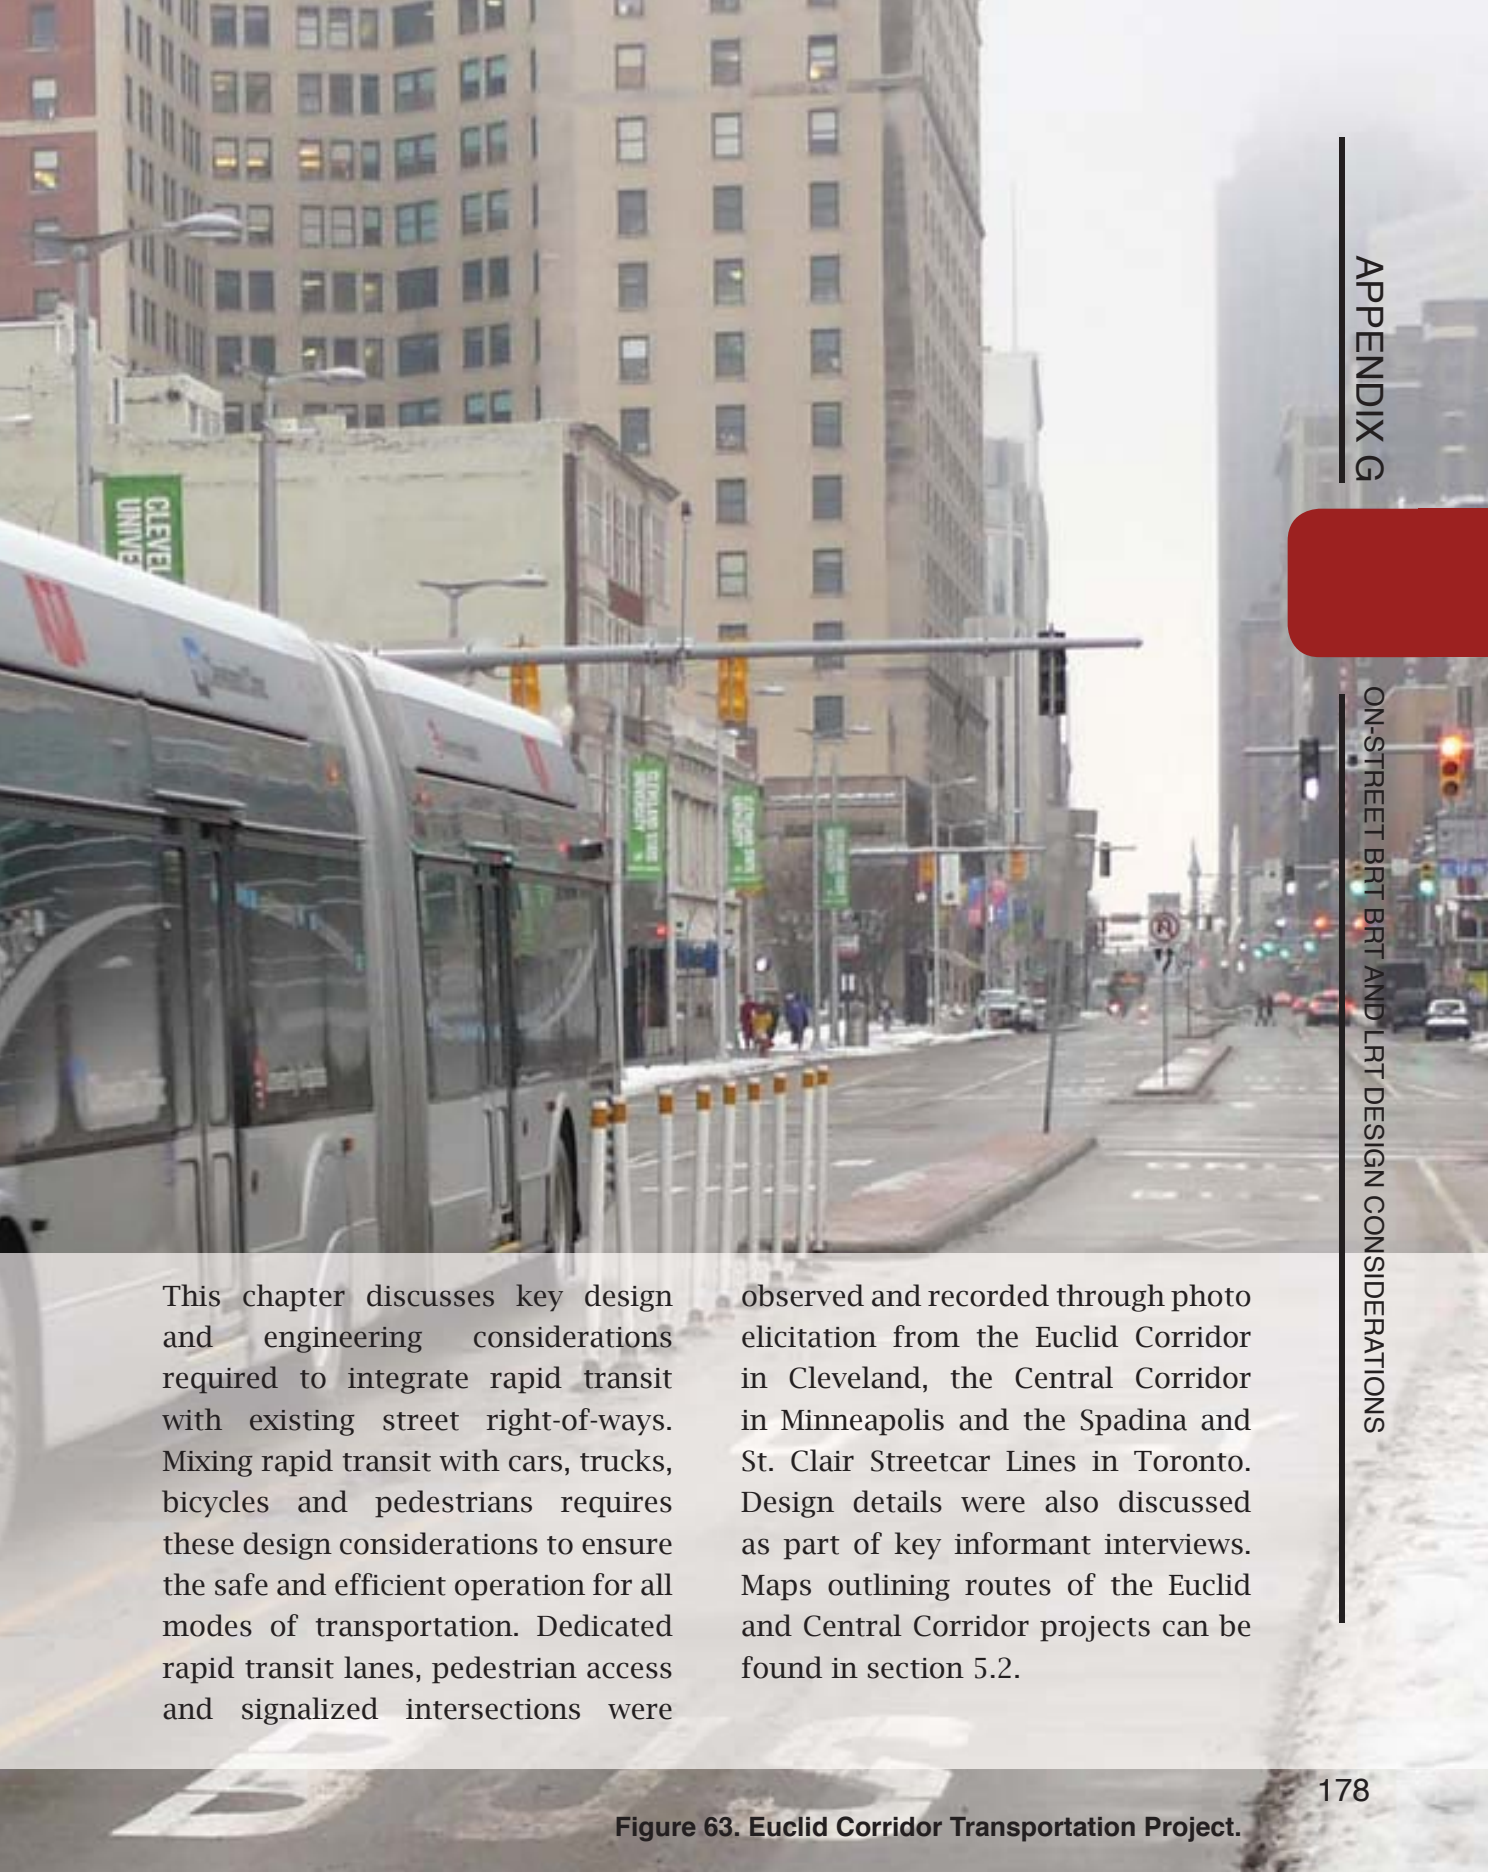 APPENDIX G
ON-STREET BRT BRT AND LRT DESIGN CONSIDERATIONS
CLEVEL
UNIVE
This chapter discusses key design
and engineering considerations
required to integrate rapid transit
with existing street right-of-ways.
Mixing rapid transit with cars, trucks,
bicycles and pedestrians requires
these design considerations to ensure
the safe and efficient operation for all
modes of transportation. Dedicated
rapid transit lanes, pedestrian access
and signalized intersections were
observed and recorded through photo
elicitation from the Euclid Corridor
in Cleveland, the Central Corridor
in Minneapolis and the Spadina and
St. Clair Streetcar Lines in Toronto.
Design details were also discussed
as part of key informant interviews.
Maps outlining routes of the Euclid
and Central Corridor projects can be
found in section 5.2.
BUS
178
Figure 63. Euclid Corridor Transportation Project.